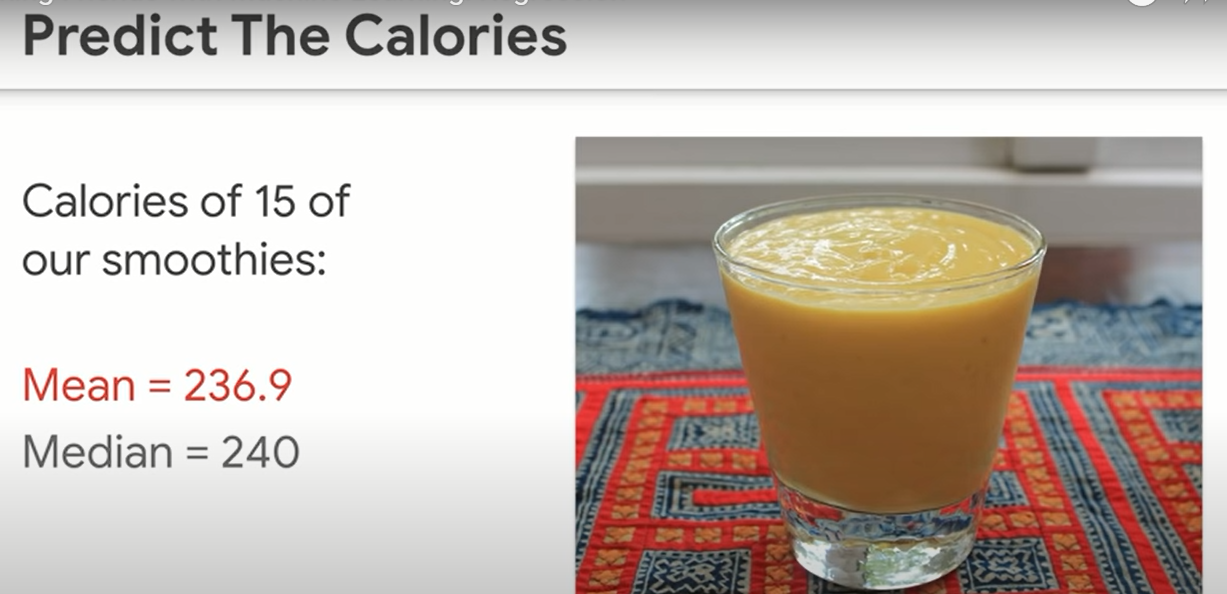 Predict The Calories
Calories of 15 of
our smoothies:
Mean = 236.9
Median = 240